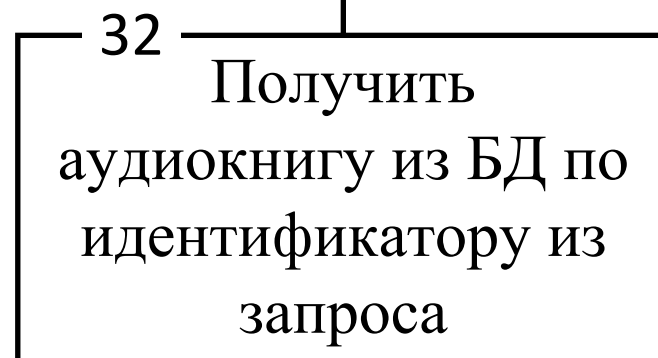 32
Получить
аудиокнигу из БД по
идентификатору из
запроса